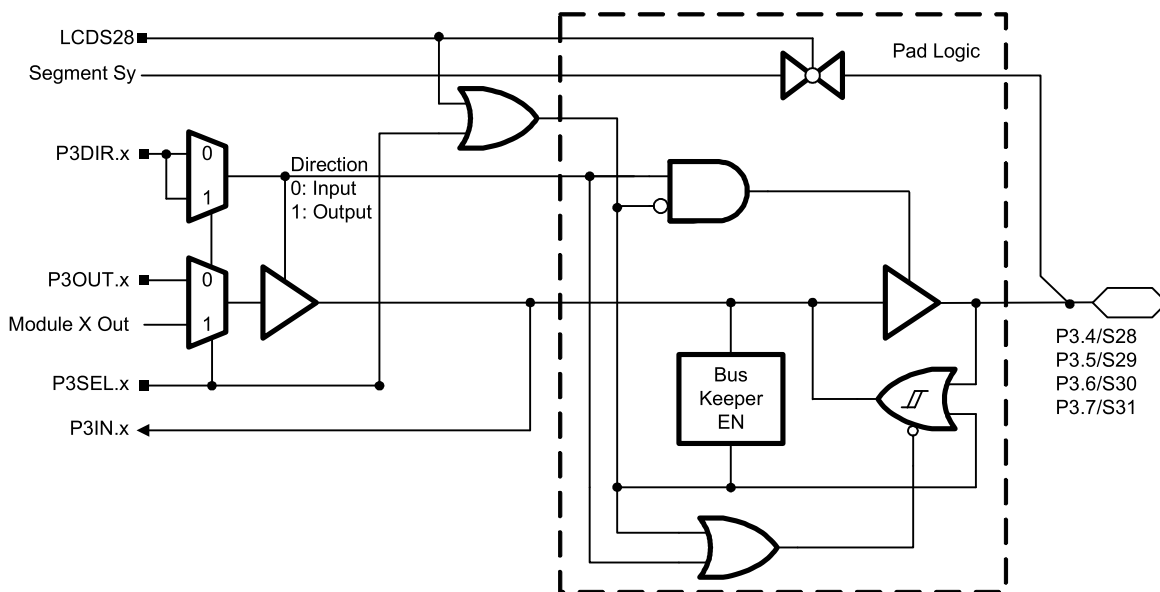 LCDS28
Pad Logic
Segment Sy
P3DIR.x
0
1
Direction
0: Input
1: Output
P3OUT.x
0
Module X Out
1
P3SEL.x
P3IN.x
Bus
Keeper
EN
P3.4/S28
P3.5/S29
P3.6/S30
P3.7/S31